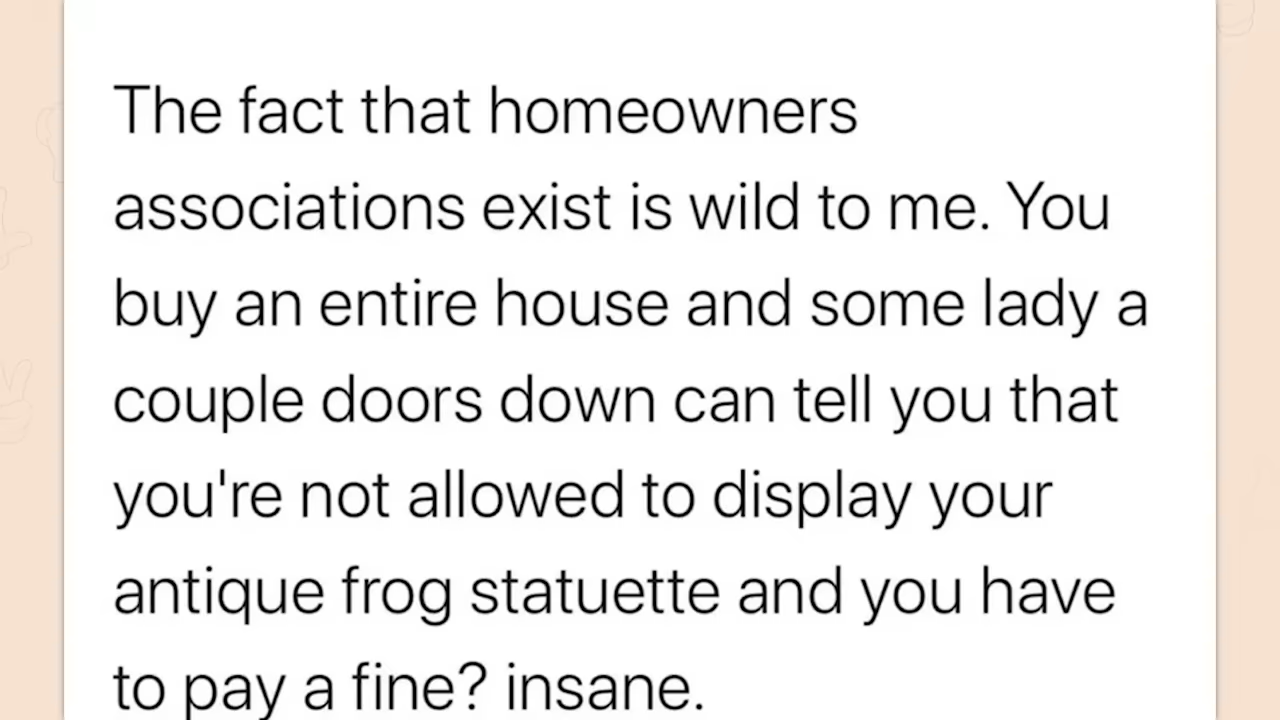 The fact that homeowners
associations exist is wild to me. You
buy an entire house and some lady a
couple doors down can tell you that
you're not allowed to display your
antique frog statuette and you have
to pay a fine? insane.